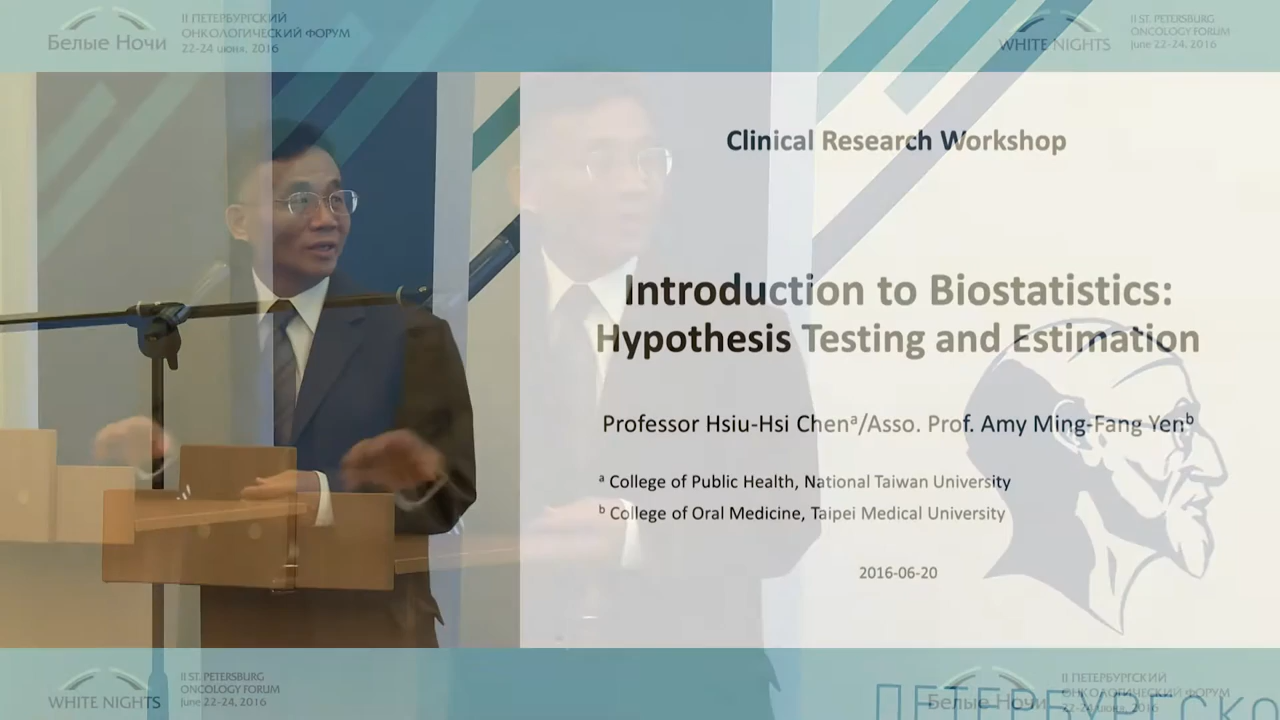 Белые Ночи
II ПЕТЕРБУРГСКИЙ
ОНКОЛОГИЧЕСКИЙ ФОРУМ
22-24 июня, 2016
WHITE NIGHTS
II ST. PETERSBURG
ONCOLOGY FORUM
june 22-24, 2016
Clinical Research Workshop
Introduction to Biostatistics:
Hypothesis Testing and Estimation
Professor Hsiu-Hsi Chenᵃ/Asso. Prof. Amy Ming-Fang Yenᵇ
ᵃ College of Public Health, National Taiwan University
ᵇ College of Oral Medicine, Taipei Medical University
2016-06-20
WHITE NIGHTS
II ST. PETERSBURG
ONCOLOGY FORUM
June 22-24, 2016
Белые Ночи
II ПЕТЕРБУРГСКИЙ
ОНКОЛОГИЧЕСКИЙ ФОРУМ
22-24 июня, 2016
ПЕТЕРБУРГСКО